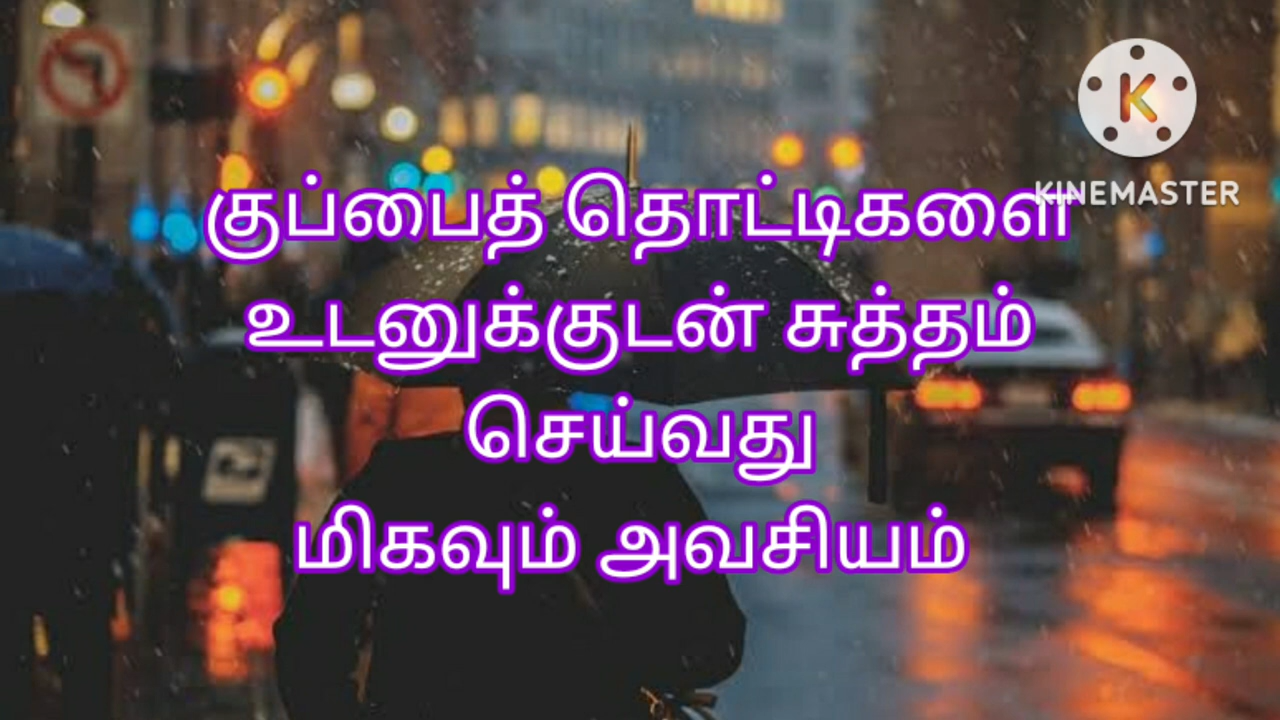 KINEMASTER
குப்பைத் தொட்டிகளை
உடனுக்குடன் சுத்தம்
செய்வது
மிகவும் அவசியம்